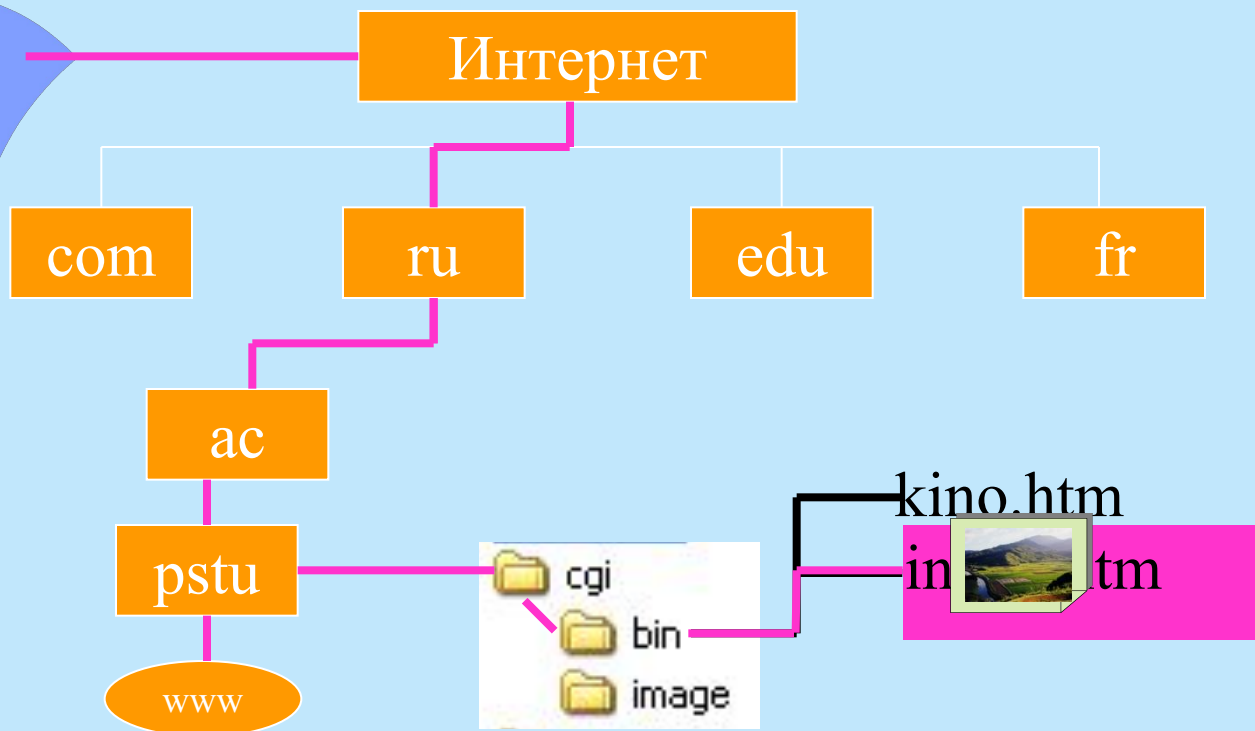 Интернет
com ru edu fr
ac
kino.htm
pstu
cgi
bin
image
www